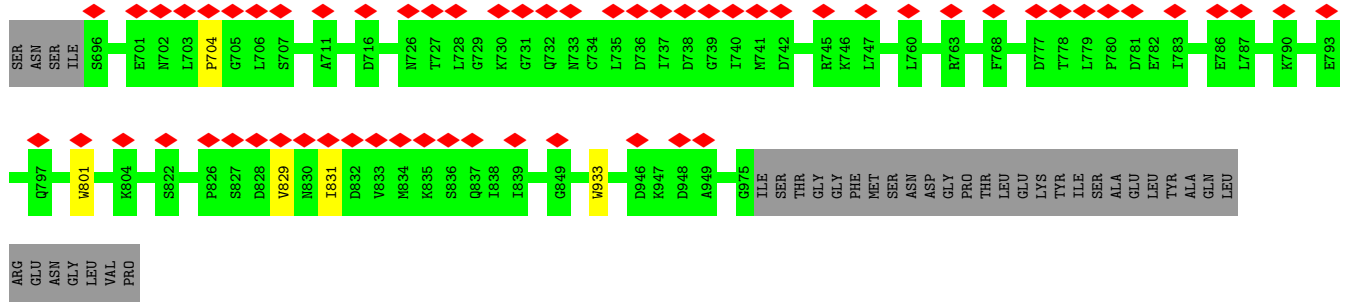 SER ASN SER ILE S696 E701 N702 L703 P704 G705 L706 S707 A711 D716 N726 T727 L728 G729 K730 G731 Q732 N733 C734 L735 D736 I737 D738 G739 I740 M741 D742 R745 K746 L747 L760 R763 F768 D777 T778 L779 P780 D781 E782 I783 E786 L787 K790 E793
Q797 W801 K804 S822 P826 S827 D828 V829 N830 I831 D832 V833 M834 K835 S836 Q837 I838 I839 G849 W933 D946 K947 D948 A949 G975 ILE SER THR GLY GLY PHE MET SER ASN ASP GLY PRO THR LEU GLU LYS TYR ILE SER ALA GLU LEU TYR ALA GLN LEU
ARG GLU ASN GLY LEU VAL PRO